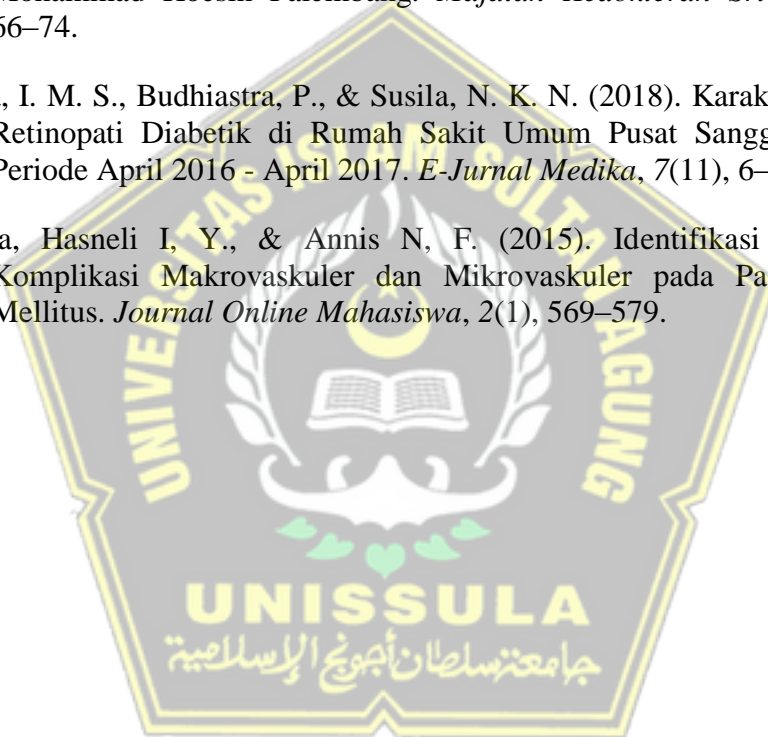 Mohammad Hoesin Palembang. Majalah Kedokteran Sri
66–74.
, I. M. S., Budhiastra, P., & Susila, N. K. N. (2018). Karak
Retinopati Diabetik di Rumah Sakit Umum Pusat Sangg
Periode April 2016 - April 2017. E-Jurnal Medika, 7(11), 6–
a, Hasneli I, Y., & Annis N, F. (2015). Identifikasi
Komplikasi Makrovaskuler dan Mikrovaskuler pada Pa
Mellitus. Journal Online Mahasiswa, 2(1), 569–579.
UNIVERSITAS ISLAM SULTAN AGUNG
UNISSULA
جامعة سلطان أجونج الإسلامية